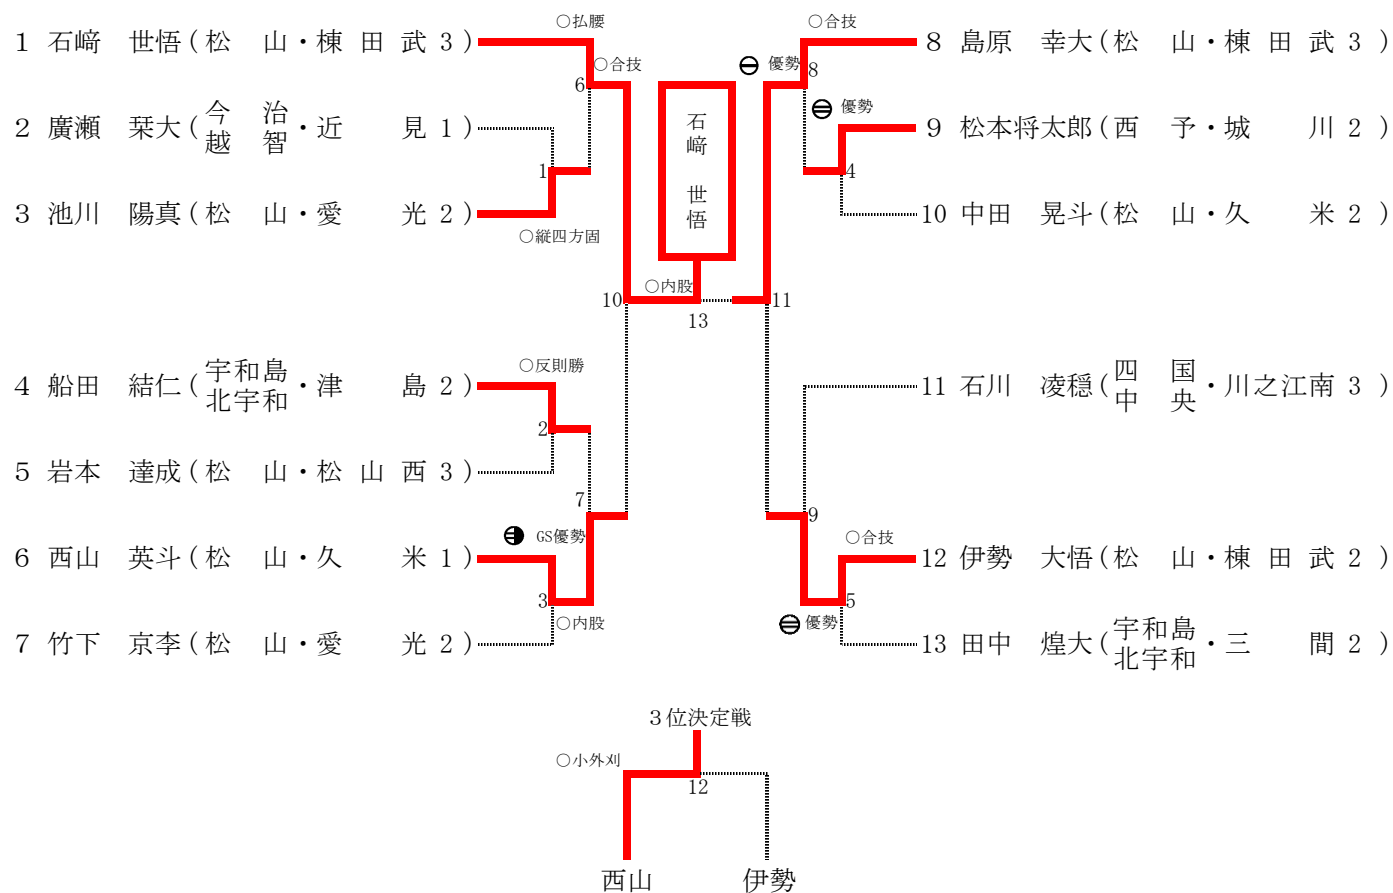 ○払腰
1 石﨑 世悟(松 山・棟田武 3)
6 ○合技
2 廣瀬 栞大(今治越智・近見 1)
1
3 池川 陽真(松 山・愛 光 2)
○縦四方固
10
○反則勝
4 船田 結仁(宇和島北宇和・津 島 2)
2
5 岩本 達成(松 山・松山西 3)
7
GS優勢
6 西山 英斗(松 山・久 米 1)
3
○内股
7 竹下 京李(松 山・愛 光 2)
石﨑 世悟
○内股
13
○合技
8 島原 幸大(松 山・棟田武 3)
優勢
8
優勢
9 松本将太郎(西 予・城 川 2)
4
10 中田 晃斗(松 山・久 米 2)
11
11 石川 凌穏(四国中央・川之江南 3)
9
○合技
12 伊勢 大悟(松 山・棟田武 2)
5
優勢
13 田中 煌大(宇和島北宇和・三 間 2)
3位決定戦
○小外刈
12
西山 伊勢